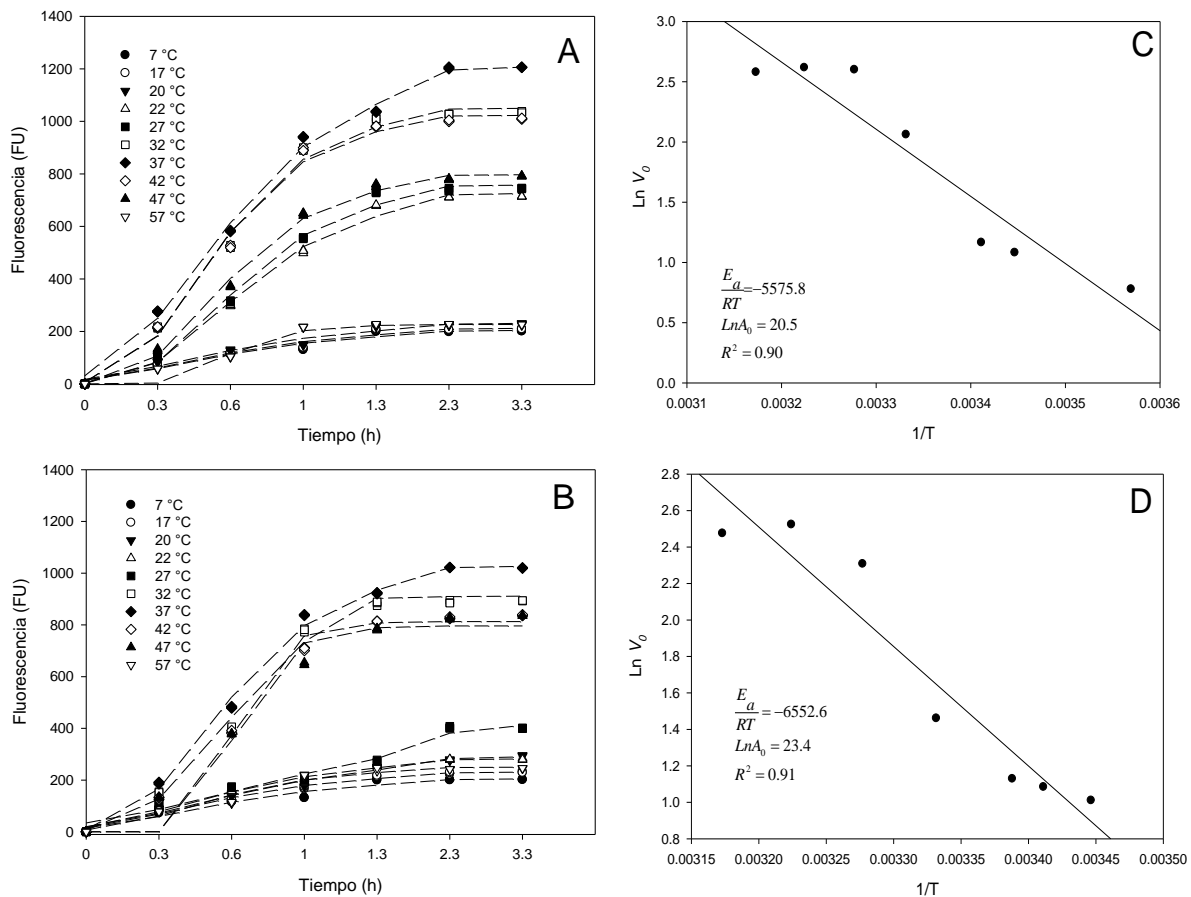 A
7 °C
17 °C
20 °C
22 °C
27 °C
32 °C
37 °C
42 °C
47 °C
57 °C
Fluorescencia (FU)
1400
1200
1000
800
600
400
200
0
0 0.3 0.6 1 1.3 2.3 3.3
Tiempo (h)
C
Ln V0
3.0
2.5
2.0
1.5
1.0
0.5
0.0
Ea/RT=−5575.8
LnA0 = 20.5
R² = 0.90
0.0031 0.0032 0.0033 0.0034 0.0035 0.0036
1/T
B
7 °C
17 °C
20 °C
22 °C
27 °C
32 °C
37 °C
42 °C
47 °C
57 °C
Fluorescencia (FU)
1400
1200
1000
800
600
400
200
0
0 0.3 0.6 1 1.3 2.3 3.3
Tiempo (h)
D
Ln V0
2.8
2.6
2.4
2.2
2.0
1.8
1.6
1.4
1.2
1.0
0.8
Ea/RT = −6552.6
LnA0 = 23.4
R² = 0.91
0.00315 0.00320 0.00325 0.00330 0.00335 0.00340 0.00345 0.00350
1/T